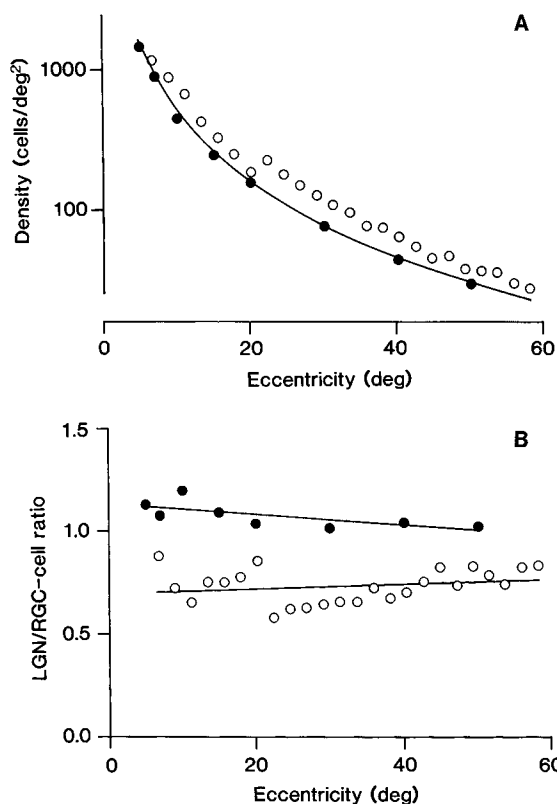 A
1000
100
Density (cells/deg²)
0 20 40 60
Eccentricity (deg)
B
1.5
1.0
0.5
0.0
LGN/RGC-cell ratio
0 20 40 60
Eccentricity (deg)